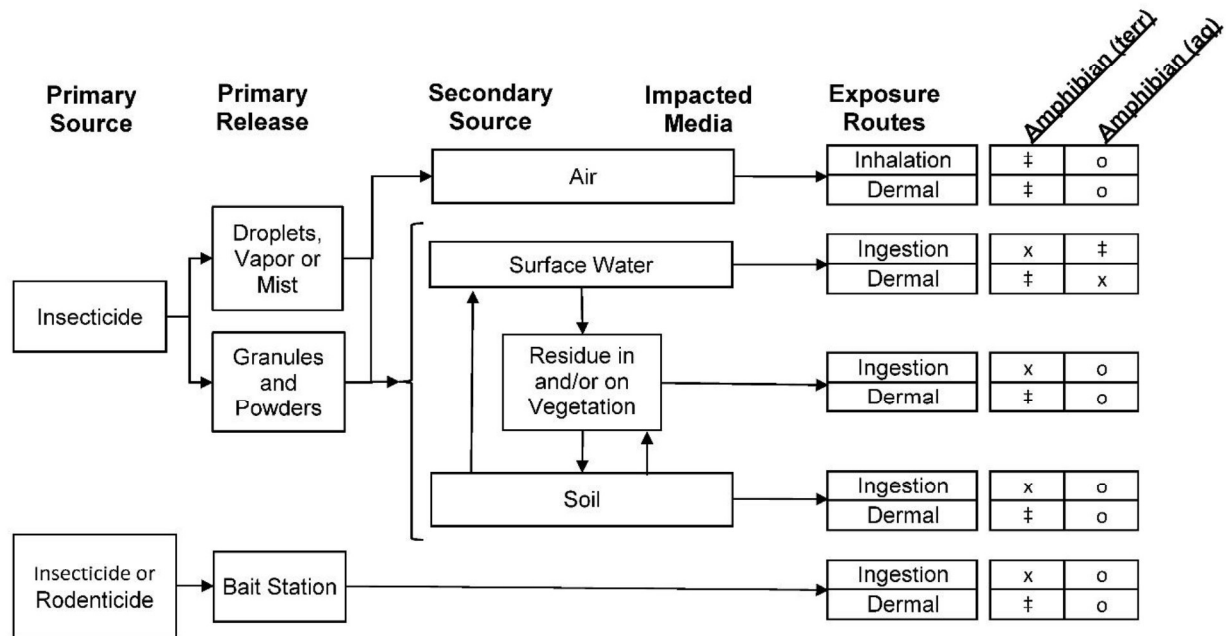 Amphibian (terr)
Amphibian (aq)
Primary
Source
Primary
Release
Secondary
Source
Impacted
Media
Exposure
Routes
Air
Inhalation ‡ o
Dermal ‡ o
Droplets,
Vapor or
Mist
Surface Water
Ingestion x ‡
Dermal ‡ x
Insecticide
Granules
and
Powders
Residue in
and/or on
Vegetation
Ingestion x o
Dermal ‡ o
Soil
Ingestion x o
Dermal ‡ o
Insecticide or
Rodenticide
Bait Station
Ingestion x o
Dermal ‡ o